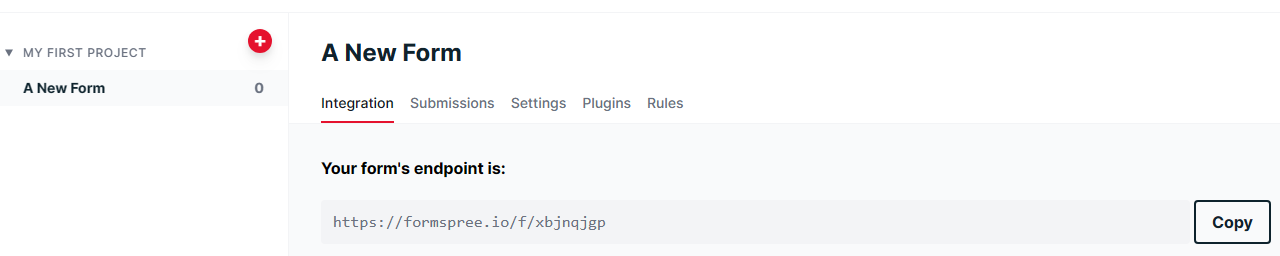 MY FIRST PROJECT
A New Form 0
A New Form
Integration Submissions Settings Plugins Rules
Your form's endpoint is:
https://formspree.io/f/xbjnqjgp Copy